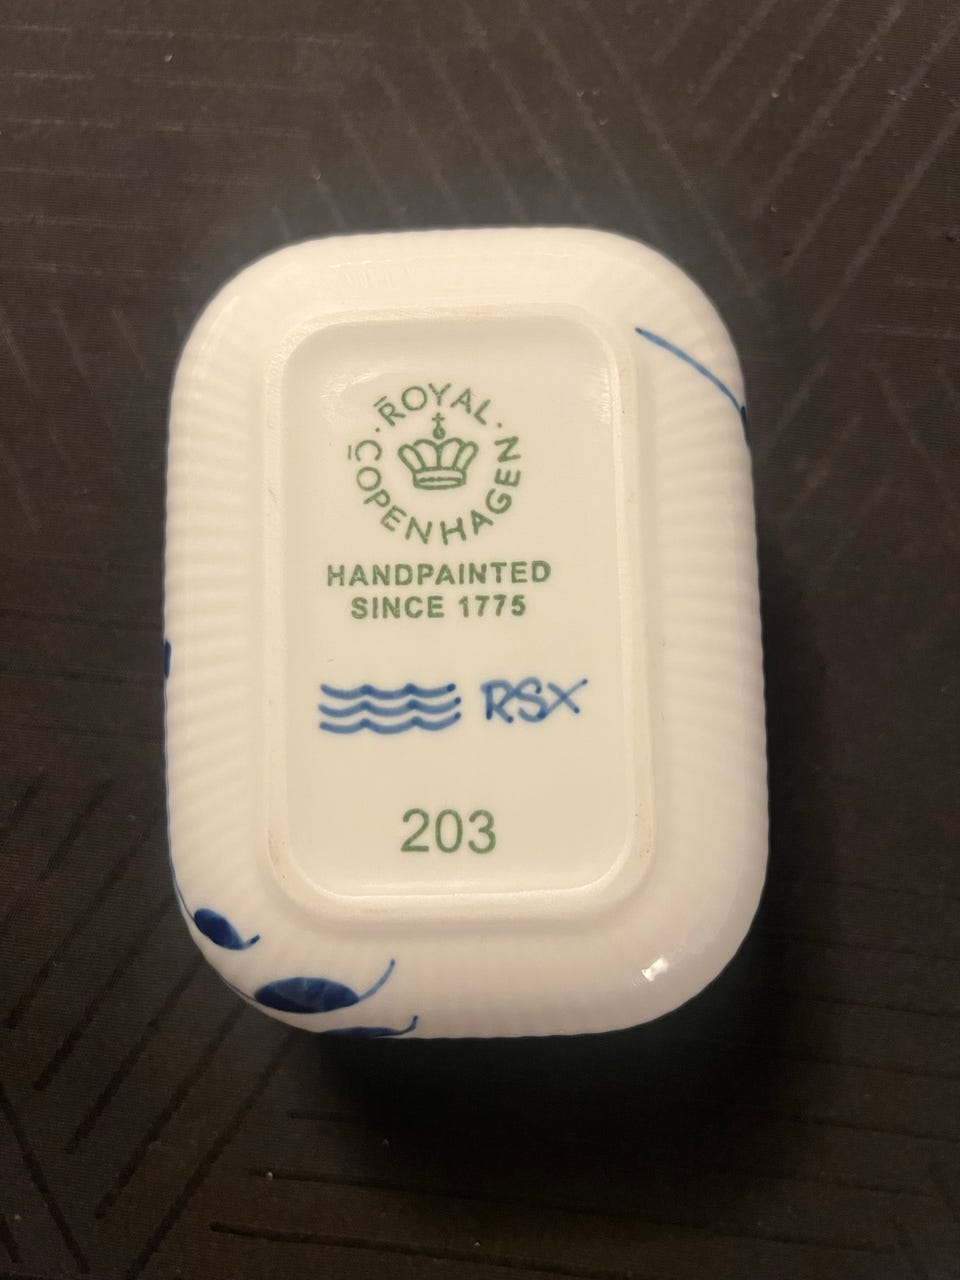 ROYAL
COPENHAGEN
HANDPAINTED
SINCE 1775
RSX
203